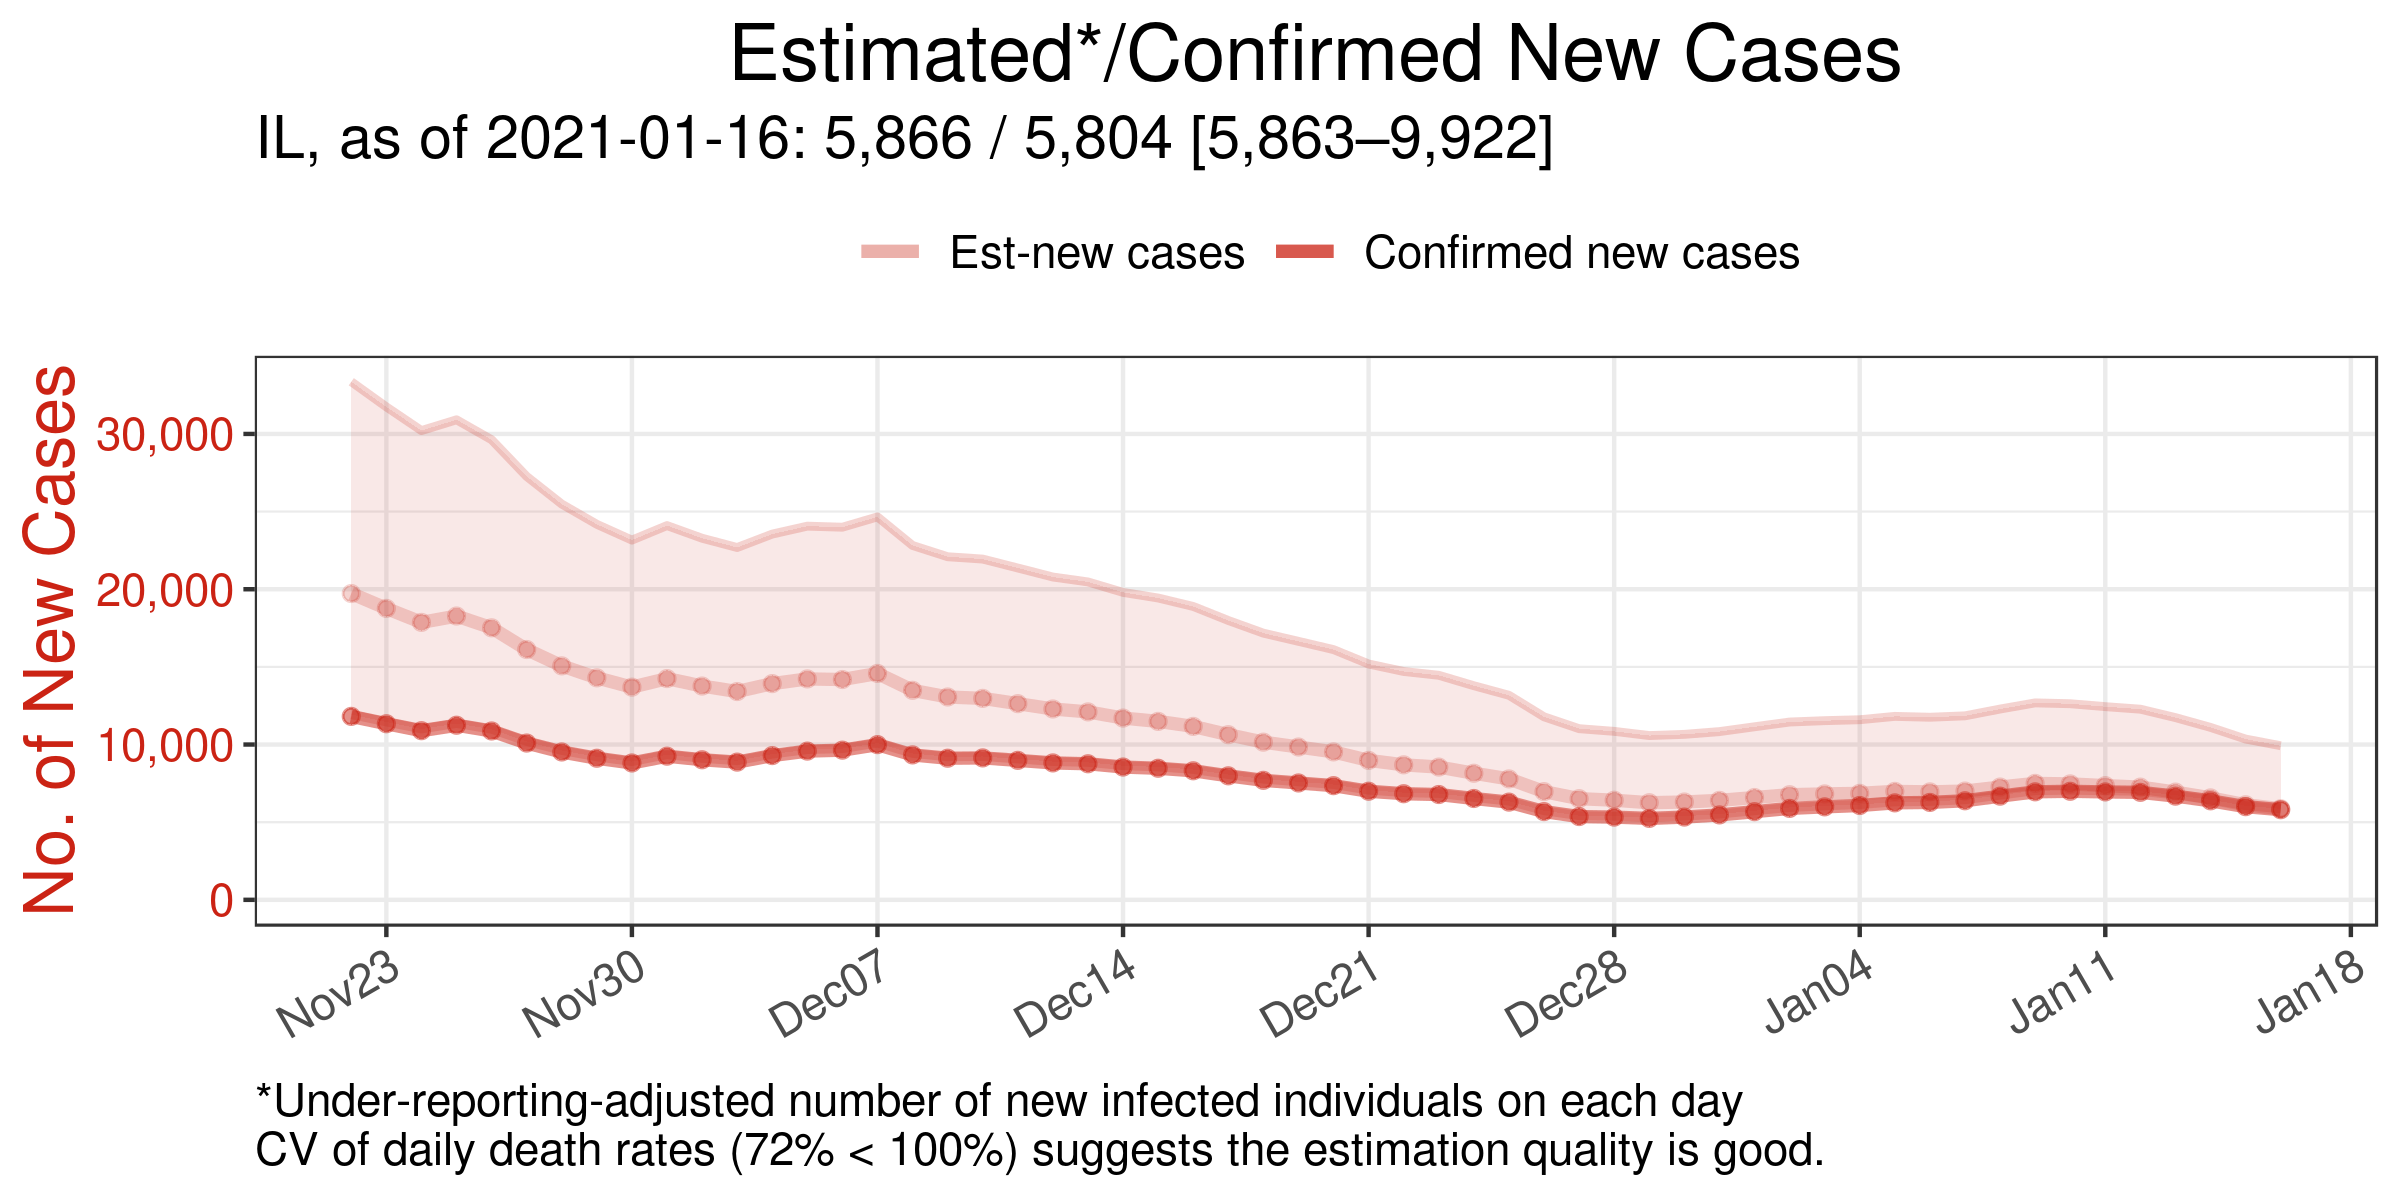 Estimated*/Confirmed New Cases
IL, as of 2021-01-16: 5,866 / 5,804 [5,863–9,922]
Est-new cases
Confirmed new cases
No. of New Cases
30,000
20,000
10,000
0
Nov23
Nov30
Dec07
Dec14
Dec21
Dec28
Jan04
Jan11
Jan18
*Under-reporting-adjusted number of new infected individuals on each day
CV of daily death rates (72% < 100%) suggests the estimation quality is good.